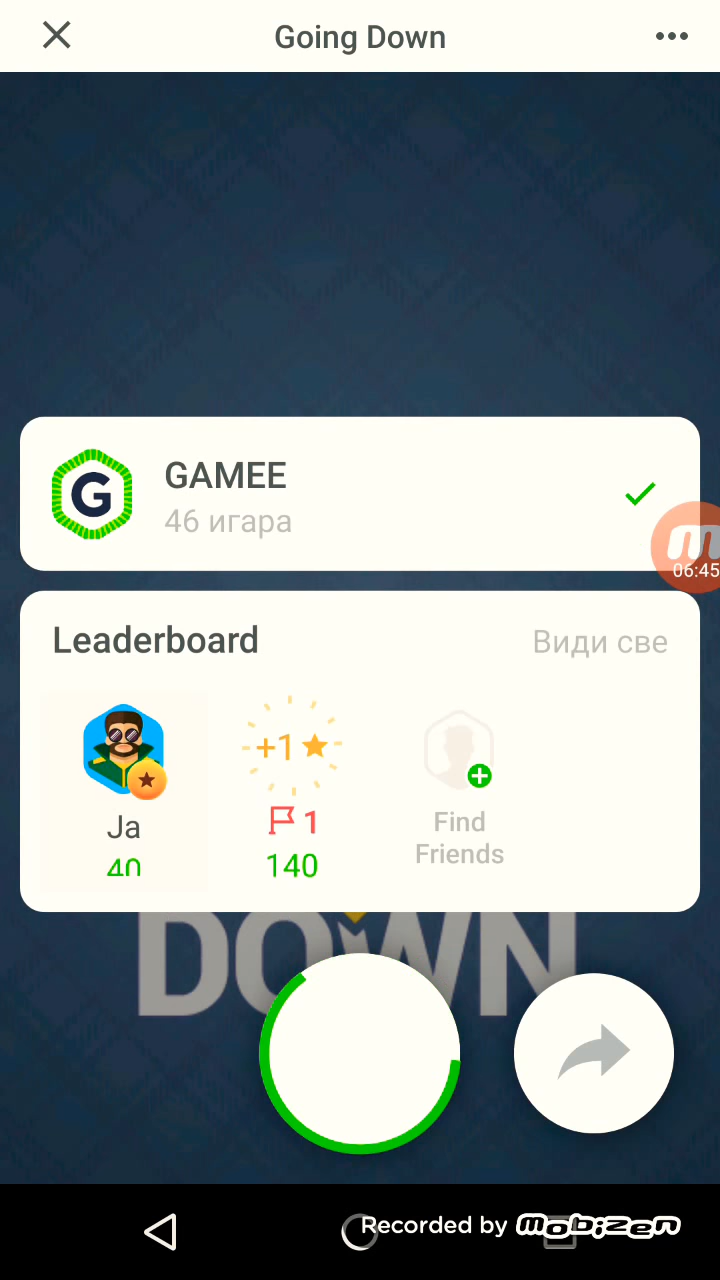 Going Down
GAMEE
46 игара
06:45
Leaderboard
Види све
+1
Ja
40
1
140
Find
Friends
DOWN
Recorded by mobizen